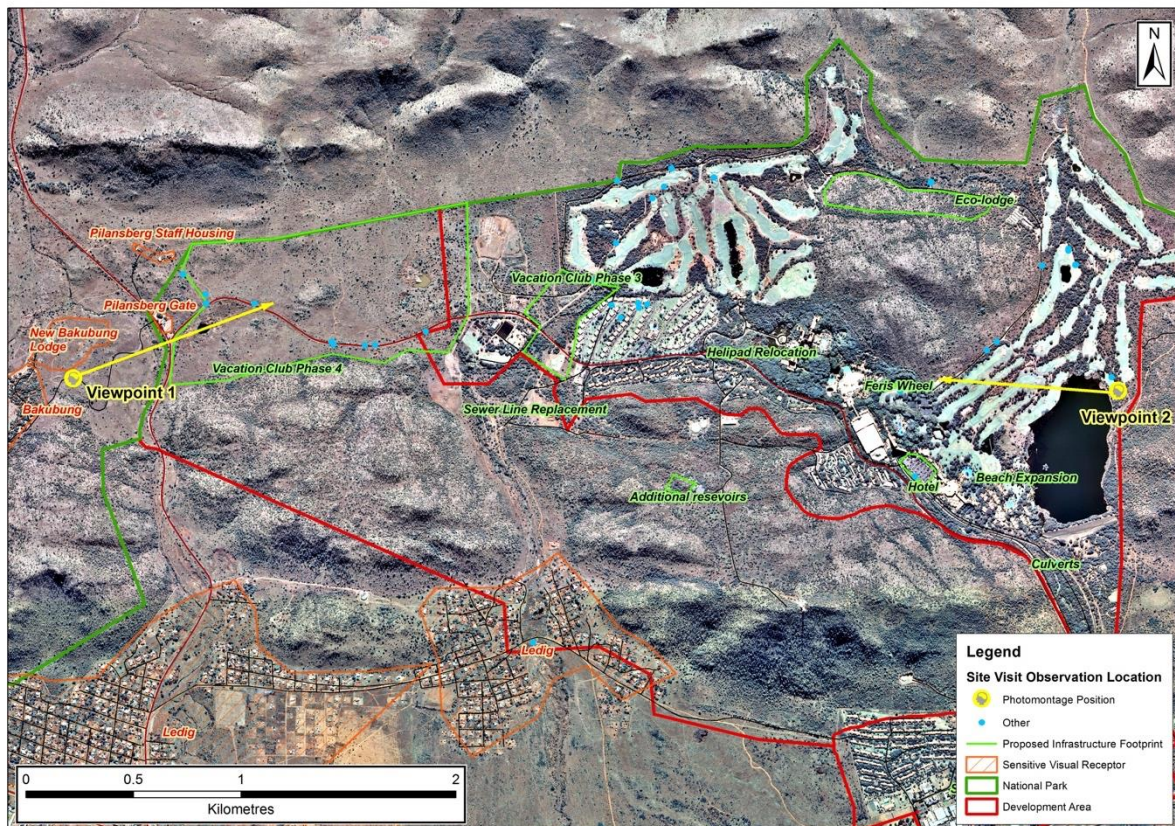 N
Eco-lodge
Pilansberg Staff Housing
Vacation Club Phase 3
Pilansberg Gate
New Bakubung
Lodge
Helipad Relocation
Vacation Club Phase 4
Viewpoint 1
Feris Wheel
Viewpoint 2
Bakubung
Sewer Line Replacement
Beach Expansion
Hotel
Additional resevoirs
Culverts
Ledig
Ledig
Legend
Site Visit Observation Location
Photomontage Position
Other
Proposed Infrastructure Footprint
Sensitive Visual Receptor
National Park
Development Area
0 0.5 1 2
Kilometres